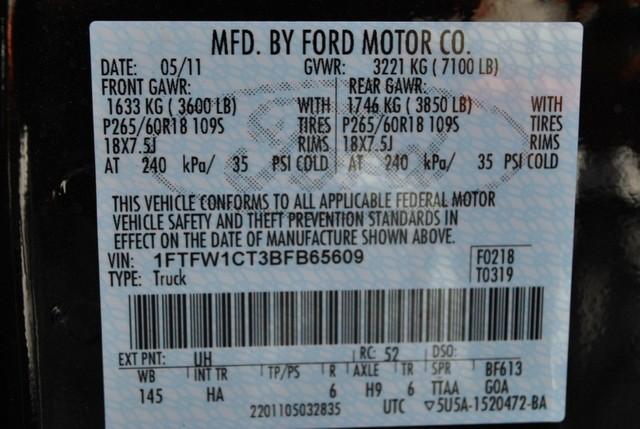 MFD. BY FORD MOTOR CO.
DATE: 05/11 GVWR: 3221 KG ( 7100 LB)
FRONT GAWR: REAR GAWR:
1633 KG ( 3600 LB) WITH 1746 KG ( 3850 LB) WITH
P265/60R18 109S TIRES P265/60R18 109S TIRES
18X7.5J RIMS 18X7.5J RIMS
AT 240 kPa/ 35 PSI COLD AT 240 kPa/ 35 PSI COLD
THIS VEHICLE CONFORMS TO ALL APPLICABLE FEDERAL MOTOR
VEHICLE SAFETY AND THEFT PREVENTION STANDARDS IN
EFFECT ON THE DATE OF MANUFACTURE SHOWN ABOVE.
VIN: 1FTFW1CT3BFB65609 F0218
TYPE: Truck T0319
EXT PNT: UH RC: 52 DSO:
WB INT TR TP/PS R AXLE TR SPR BF613
145 HA 6 H9 6 TTAA GOA
2201105032835 UTC ▽5U5A-1520472-BA